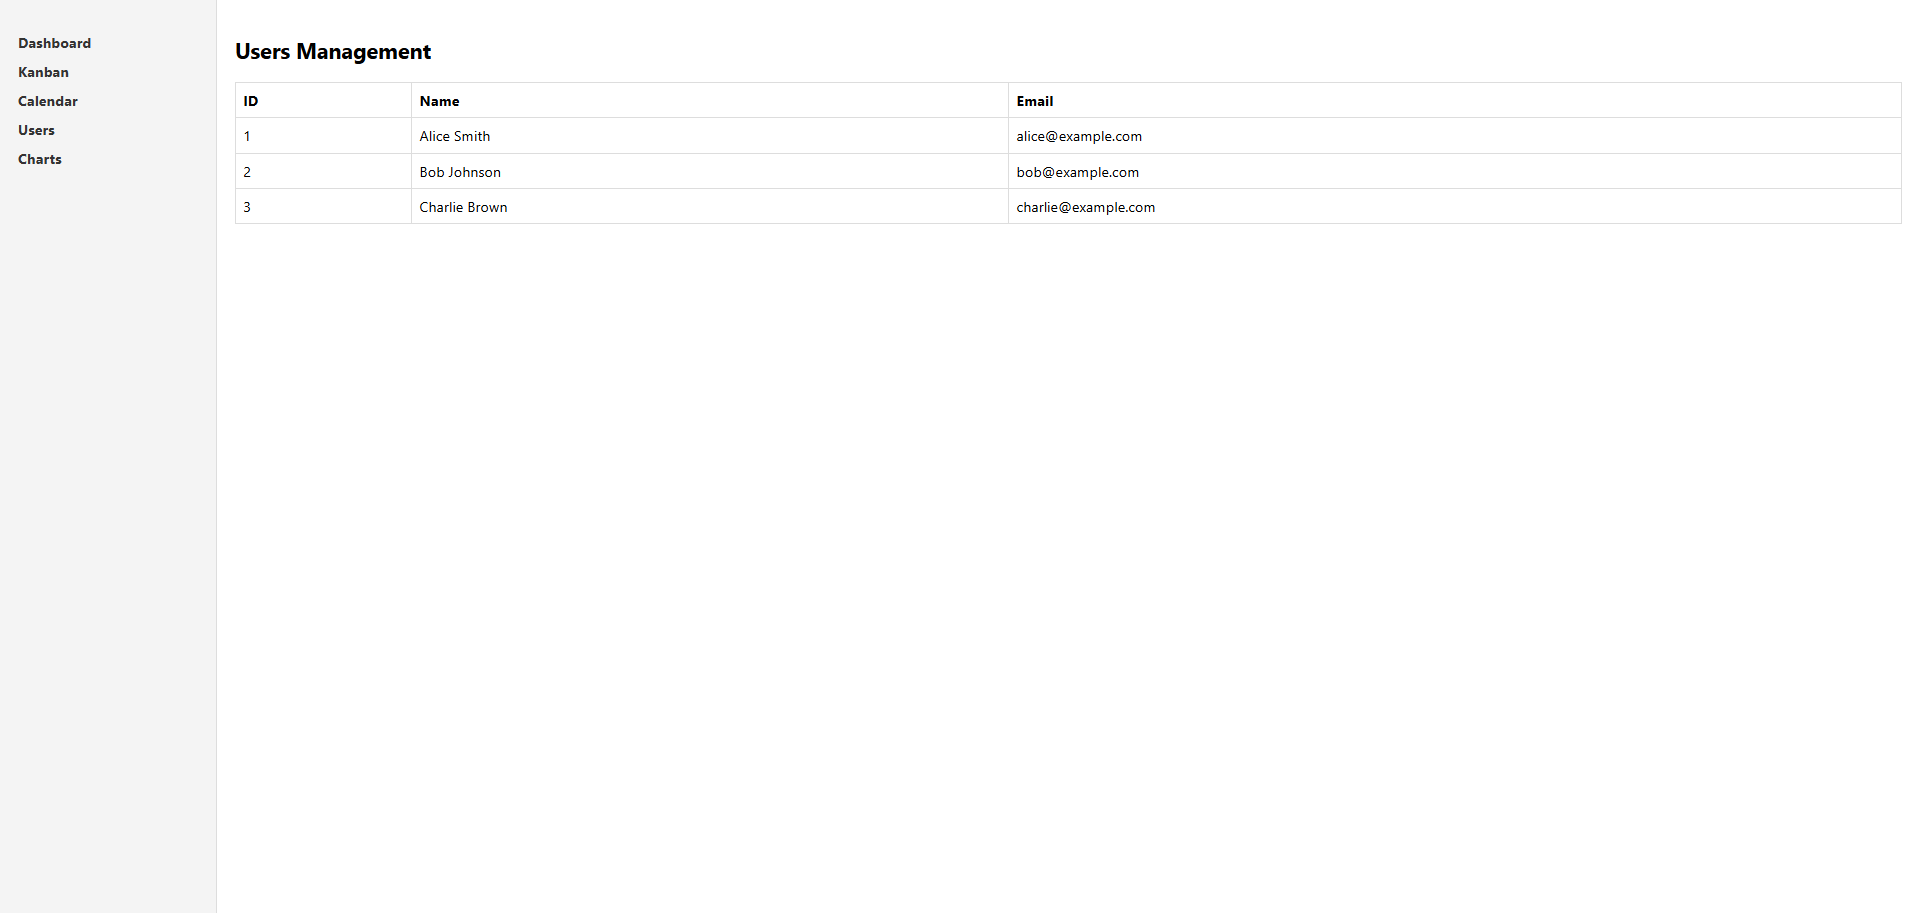 Dashboard
Kanban
Calendar
Users
Charts
Users Management
ID Name Email
1 Alice Smith alice@example.com
2 Bob Johnson bob@example.com
3 Charlie Brown charlie@example.com